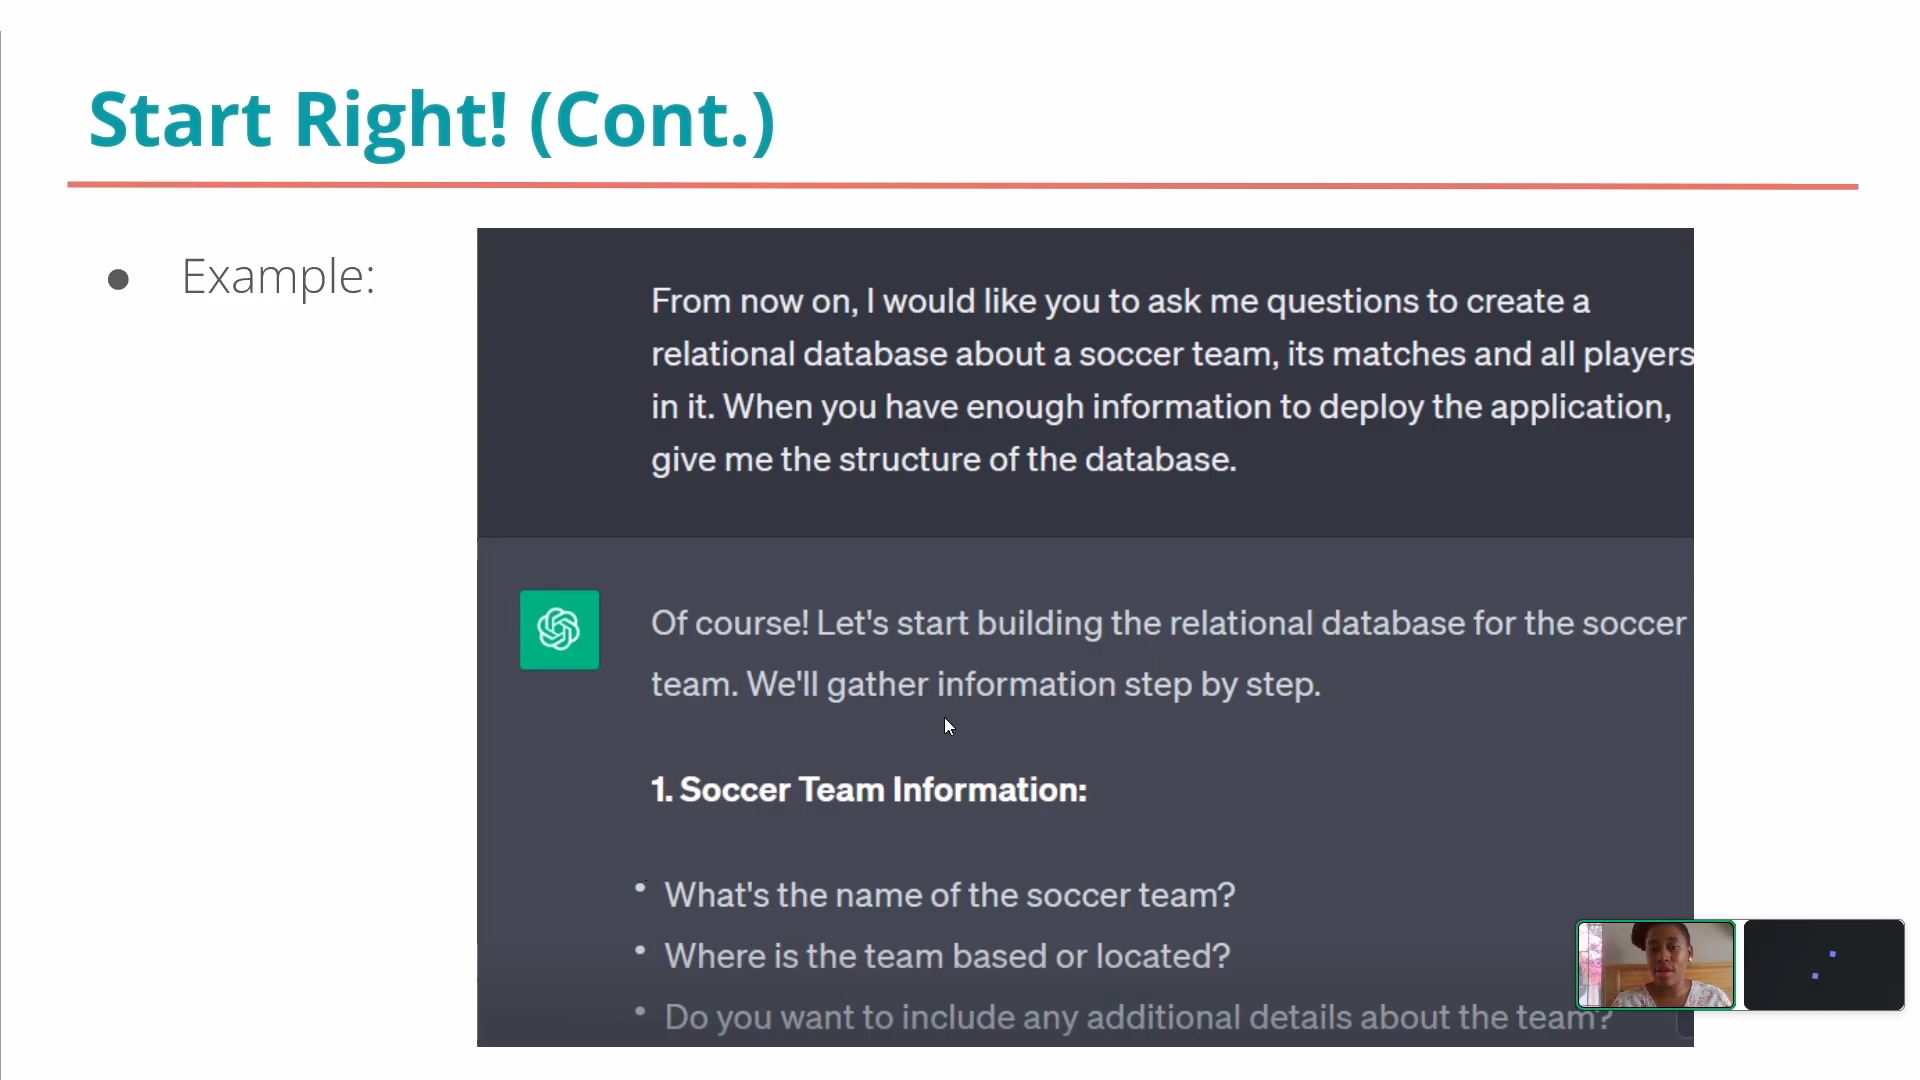 Start Right! (Cont.)
● Example:
From now on, I would like you to ask me questions to create a
relational database about a soccer team, its matches and all players
in it. When you have enough information to deploy the application,
give me the structure of the database.
Of course! Let's start building the relational database for the soccer
team. We'll gather information step by step.
1. Soccer Team Information:
• What's the name of the soccer team?
• Where is the team based or located?
• Do you want to include any additional details about the team?